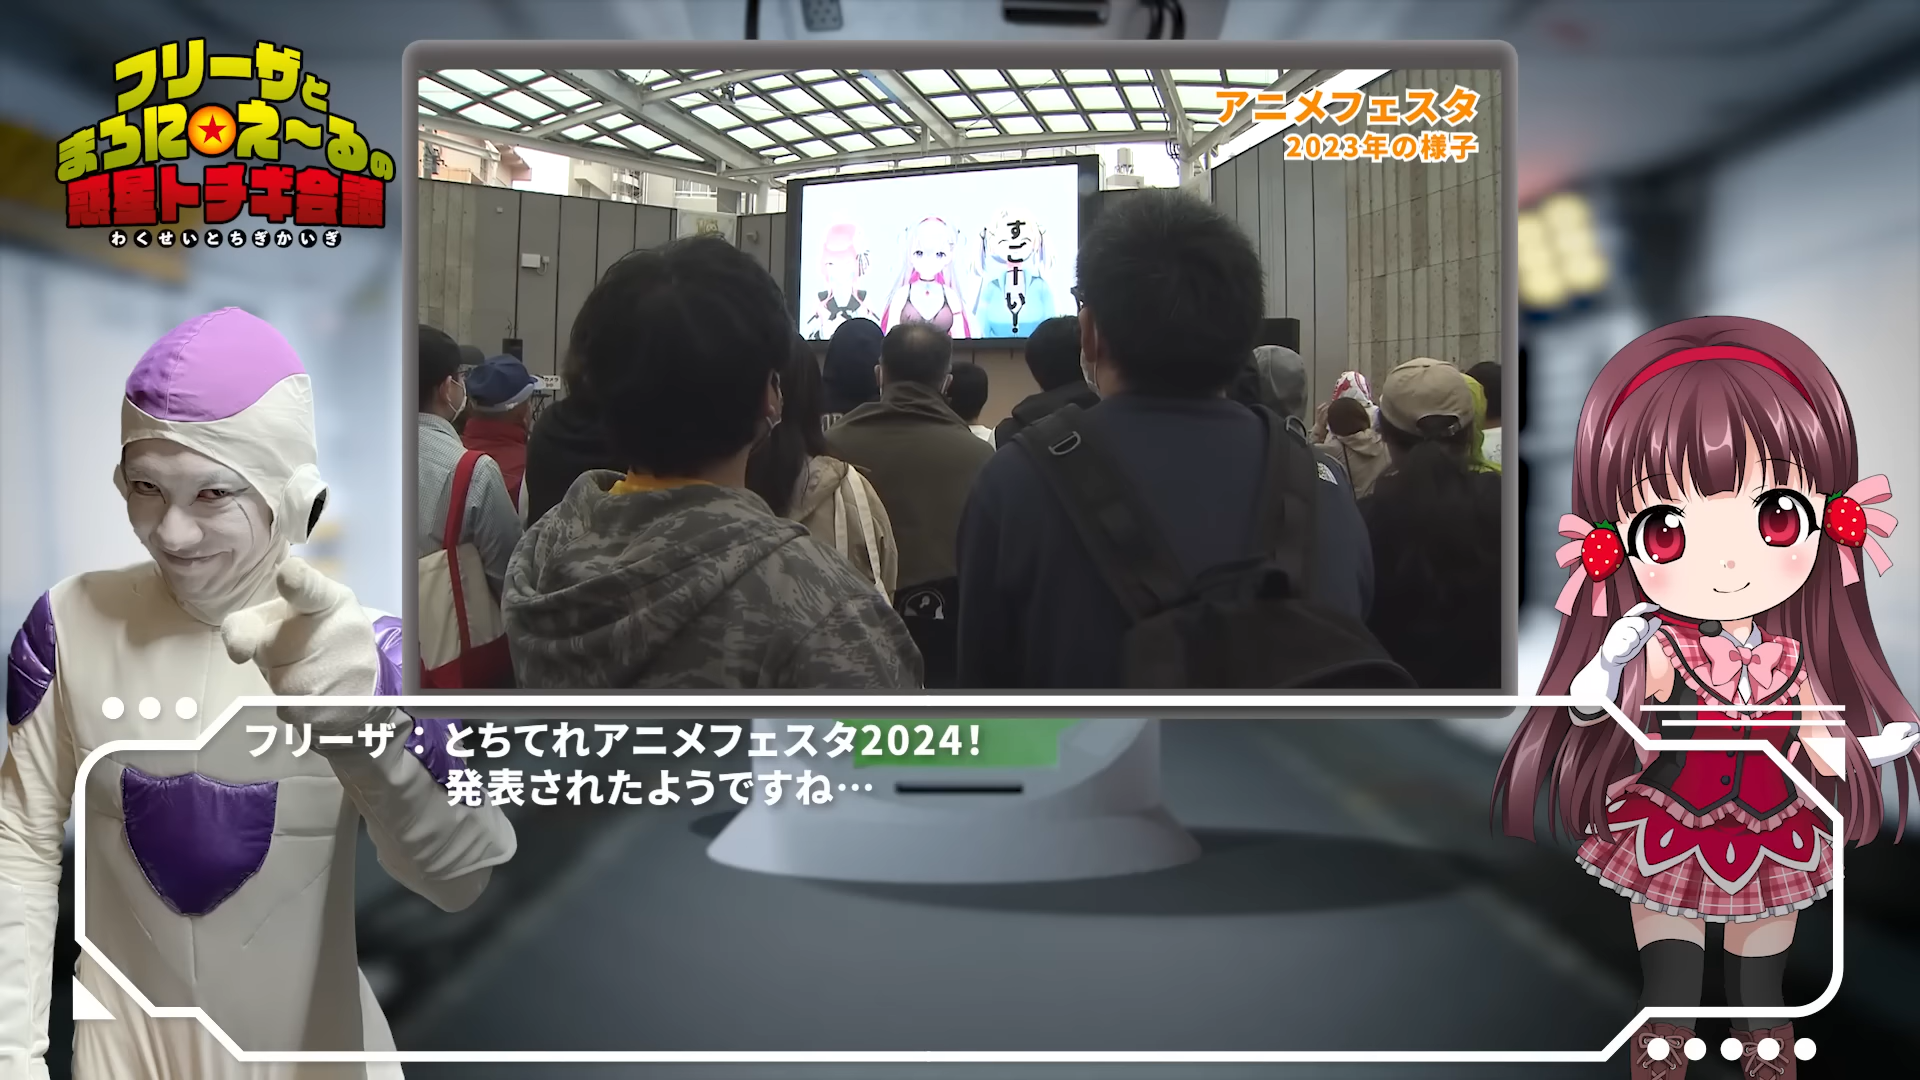 フリーザと
まろに★え～るの
惑星トチギ会議
わくせいとちぎかいぎ
アニメフェスタ
2023年の様子
すごーい!
フリーザ：とちてれアニメフェスタ2024!
発表されたようですね…